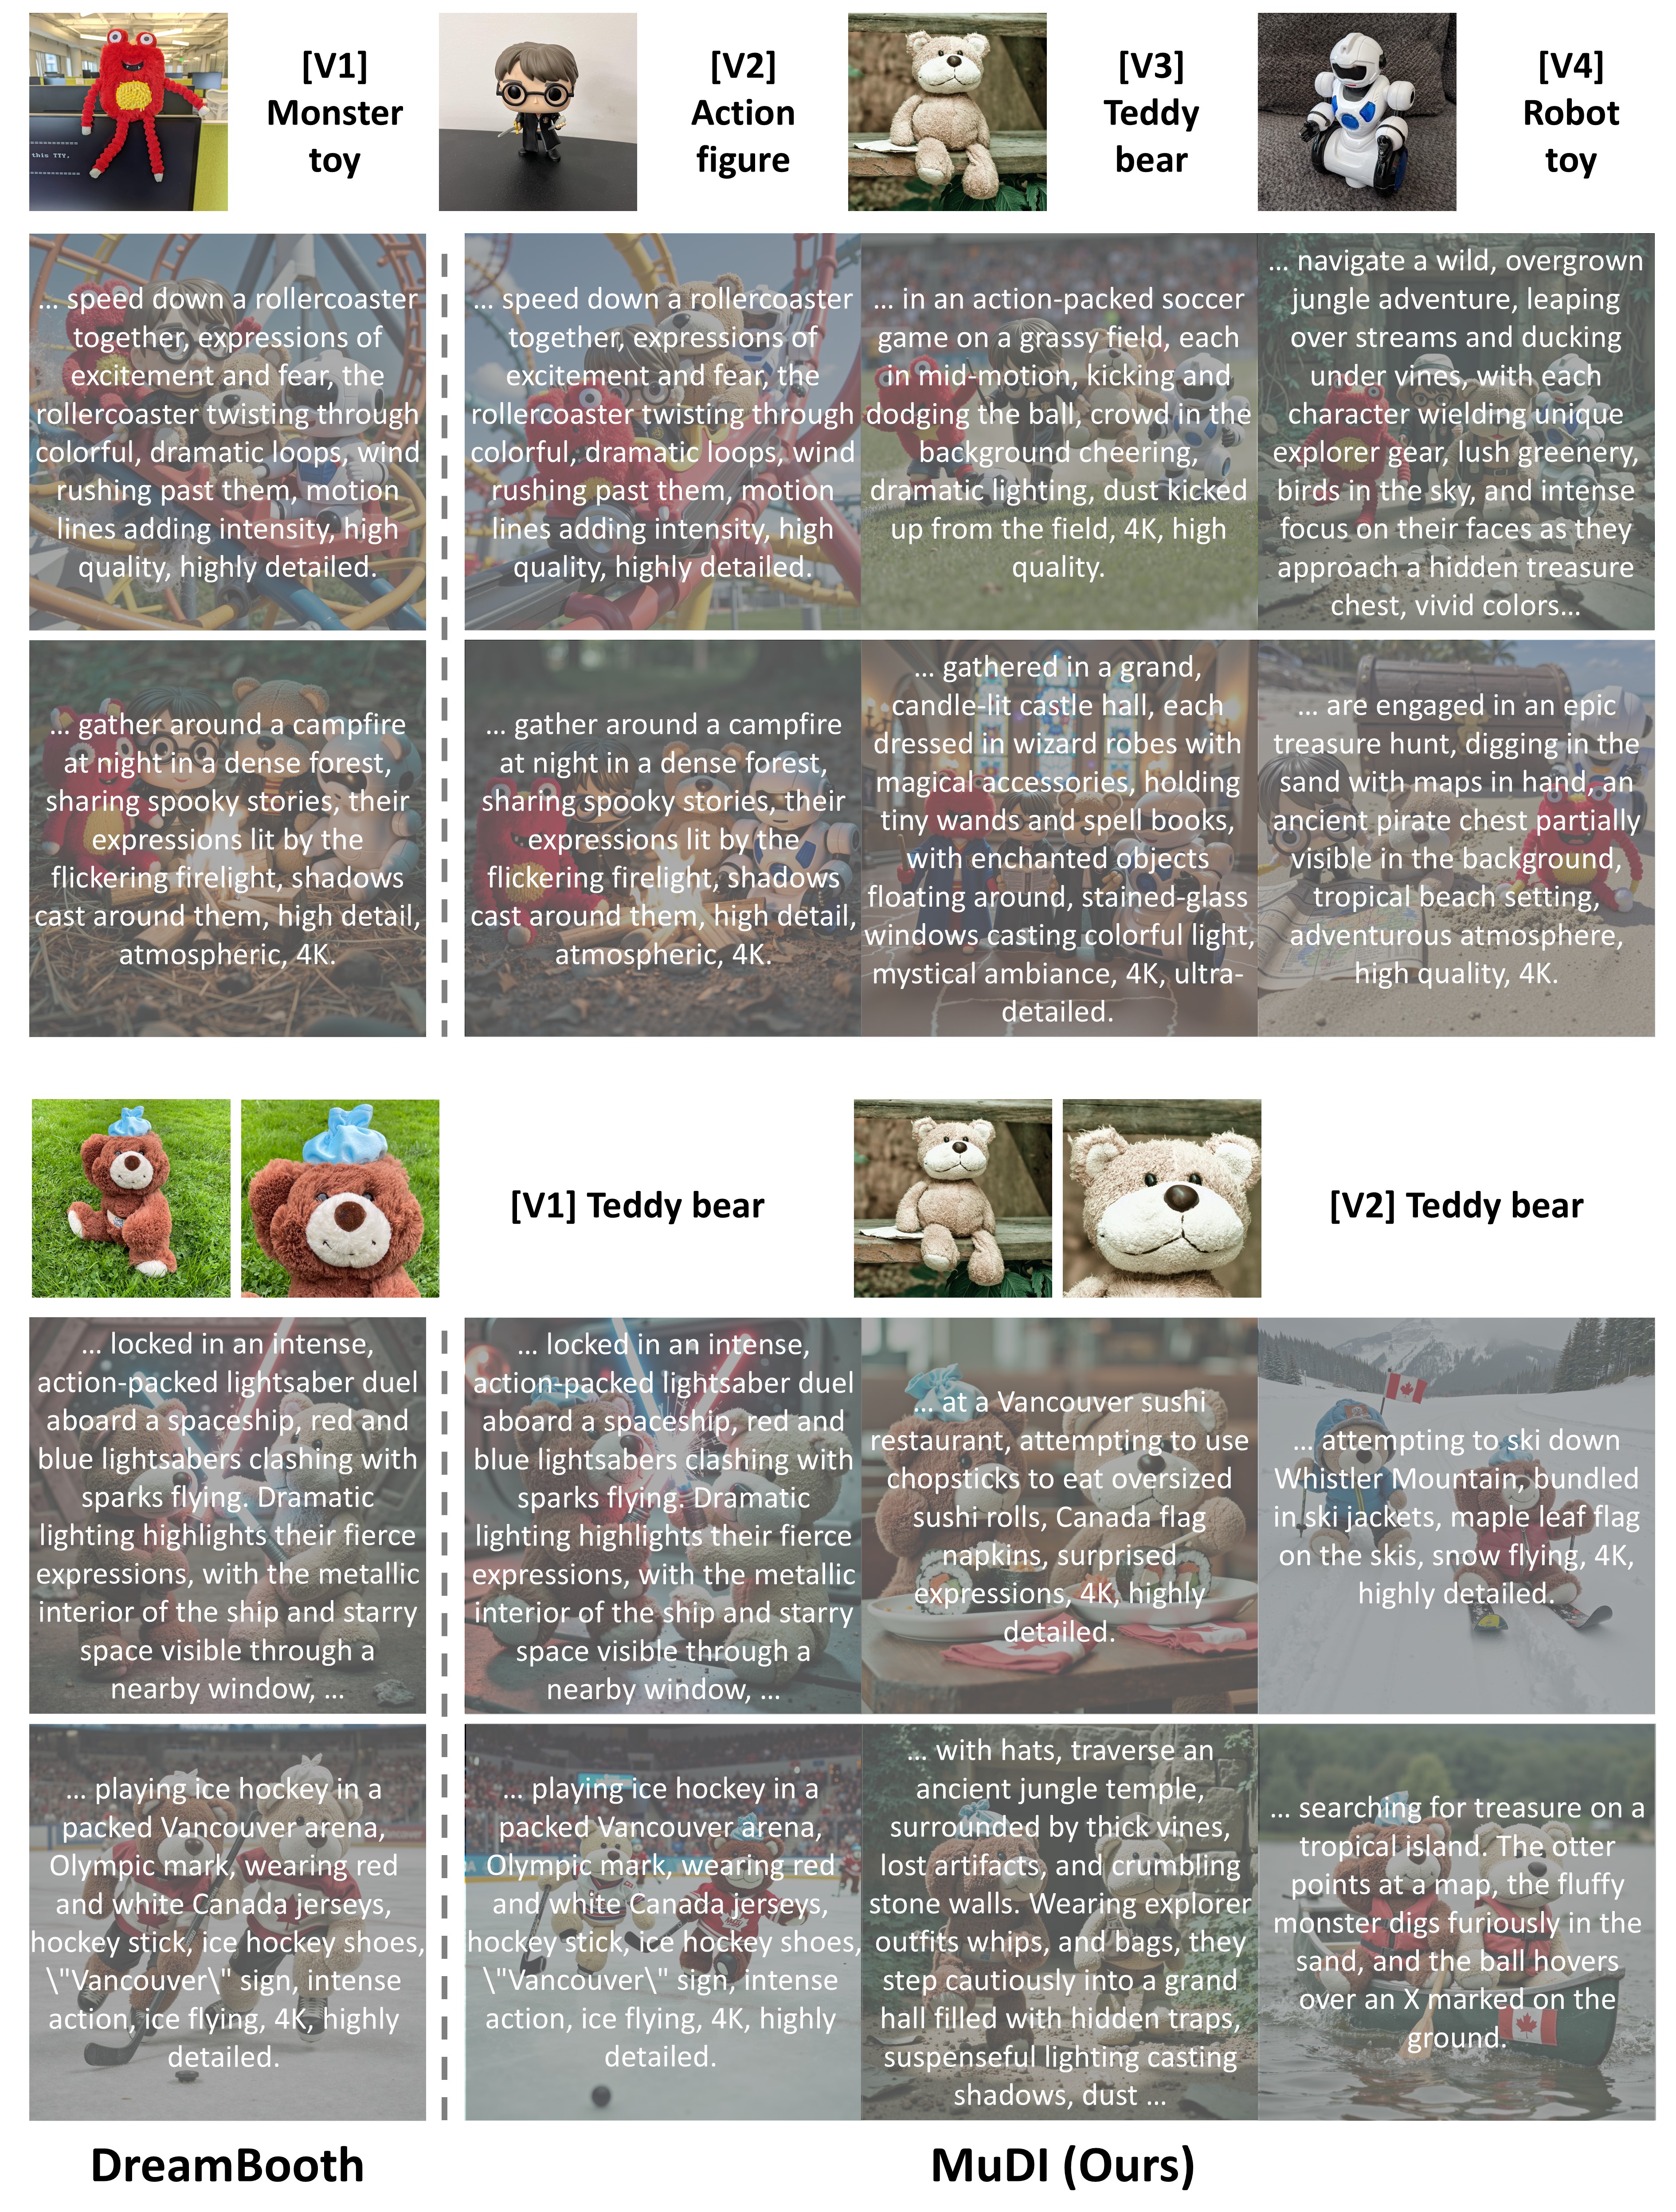 [V1]
Monster
toy
[V2]
Action
figure
[V3]
Teddy
bear
[V4]
Robot
toy
this TTY,
... speed down a rollercoaster
together, expressions of
excitement and fear, the
rollercoaster twisting through
colorful, dramatic loops, wind
rushing past them, motion
lines adding intensity, high
quality, highly detailed.
... speed down a rollercoaster
together, expressions of
excitement and fear, the
rollercoaster twisting through
colorful, dramatic loops, wind
rushing past them, motion
lines adding intensity, high
quality, highly detailed.
... in an action-packed soccer
game on a grassy field, each
in mid-motion, kicking and
dodging the ball, crowd in the
background cheering,
dramatic lighting, dust kicked
up from the field, 4K, high
quality.
... navigate a wild, overgrown
jungle adventure, leaping
over streams and ducking
under vines, with each
character wielding unique
explorer gear, lush greenery,
birds in the sky, and intense
focus on their faces as they
approach a hidden treasure
chest, vivid colors...
... gather around a campfire
at night in a dense forest,
sharing spooky stories, their
expressions lit by the
flickering firelight, shadows
cast around them, high detail,
atmospheric, 4K.
... gather around a campfire
at night in a dense forest,
sharing spooky stories, their
expressions lit by the
flickering firelight, shadows
cast around them, high detail,
atmospheric, 4K.
... gathered in a grand,
candle-lit castle hall, each
dressed in wizard robes with
magical accessories, holding
tiny wands and spell books,
with enchanted objects
floating around, stained-glass
windows casting colorful light,
mystical ambiance, 4K, ultra-
detailed.
... are engaged in an epic
treasure hunt, digging in the
sand with maps in hand, an
ancient pirate chest partially
visible in the background,
tropical beach setting,
adventurous atmosphere,
high quality, 4K.
[V1] Teddy bear
[V2] Teddy bear
... locked in an intense,
action-packed lightsaber duel
aboard a spaceship, red and
blue lightsabers clashing with
sparks flying. Dramatic
lighting highlights their fierce
expressions, with the metallic
interior of the ship and starry
space visible through a
nearby window, ...
... locked in an intense,
action-packed lightsaber duel
aboard a spaceship, red and
blue lightsabers clashing with
sparks flying. Dramatic
lighting highlights their fierce
expressions, with the metallic
interior of the ship and starry
space visible through a
nearby window, ...
... at a Vancouver sushi
restaurant, attempting to use
chopsticks to eat oversized
sushi rolls, Canada flag
napkins, surprised
expressions, 4K, highly
detailed.
... attempting to ski down
Whistler Mountain, bundled
in ski jackets, maple leaf flag
on the skis, snow flying, 4K,
highly detailed.
... playing ice hockey in a
packed Vancouver arena,
Olympic mark, wearing red
and white Canada jerseys,
hockey stick, ice hockey shoes,
\"Vancouver\" sign, intense
action, ice flying, 4K, highly
detailed.
... playing ice hockey in a
packed Vancouver arena,
Olympic mark, wearing red
and white Canada jerseys,
hockey stick, ice hockey shoes,
\"Vancouver\" sign, intense
action, ice flying, 4K, highly
detailed.
... with hats, traverse an
ancient jungle temple,
surrounded by thick vines,
lost artifacts, and crumbling
stone walls. Wearing explorer
outfits whips, and bags, they
step cautiously into a grand
hall filled with hidden traps,
suspenseful lighting casting
shadows, dust ...
... searching for treasure on a
tropical island. The otter
points at a map, the fluffy
monster digs furiously in the
sand, and the ball hovers
over an X marked on the
ground.
DreamBooth
MuDI (Ours)